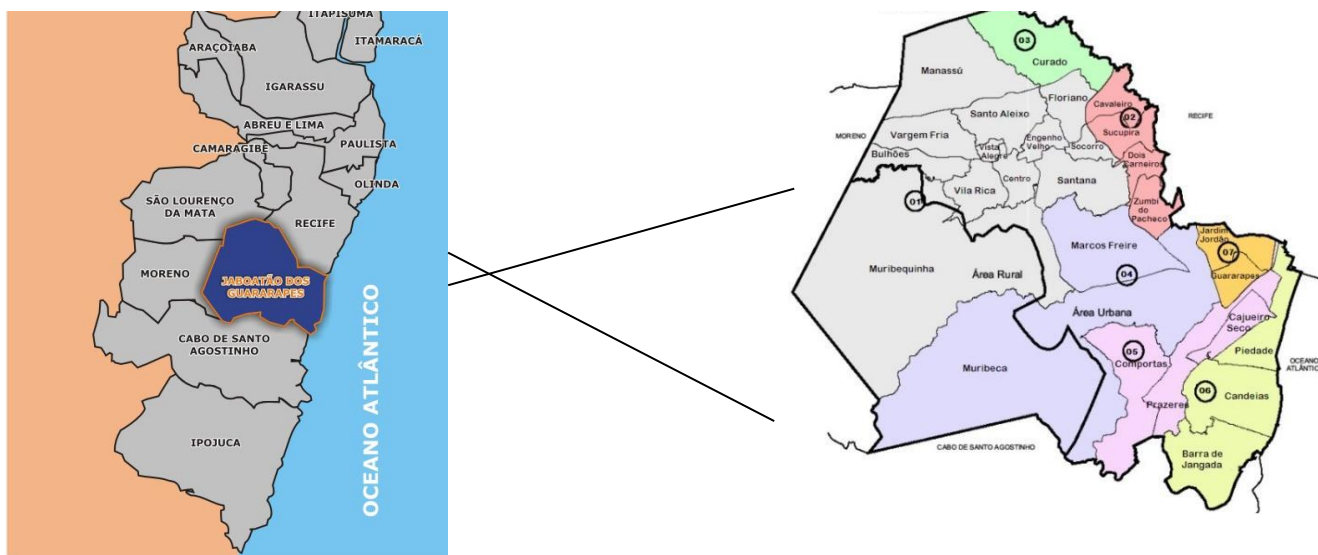 ITAPISUMA
ITAMARACÁ
ARAÇOIABA
IGARASSU
ABREU E LIMA
CAMARAGIBE
PAULISTA
OLINDA
SÃO LOURENÇO
DA MATA
RECIFE
MORENO
JABOATÃO DOS
GUARARAPES
CABO DE SANTO
AGOSTINHO
IPOJUCA
OCEANO ATLÂNTICO
03
Curado
Manassú
Floriano
Cavaleiro
RECIFE
Santo Aleixo
02
MORENO
Vargem Fria
Sucupira
Engenho
Velho
Socorro
Vista
Alegre
Bulhões
Dois
Carneiros
Centro
Santana
Vila Rica
01
Zumbi
do
Pacheco
Marcos Freire
Jardim
Jordão
07
Muribequinha
Área Rural
04
Guararapes
Área Urbana
Cajueiro
Seco
05
Comportas
Piedade
OCEANO
ATLÂNTICO
Muribeca
06
Candeias
Prazeres
CABO DE SANTO AGOSTINHO
Barra de
Jangada